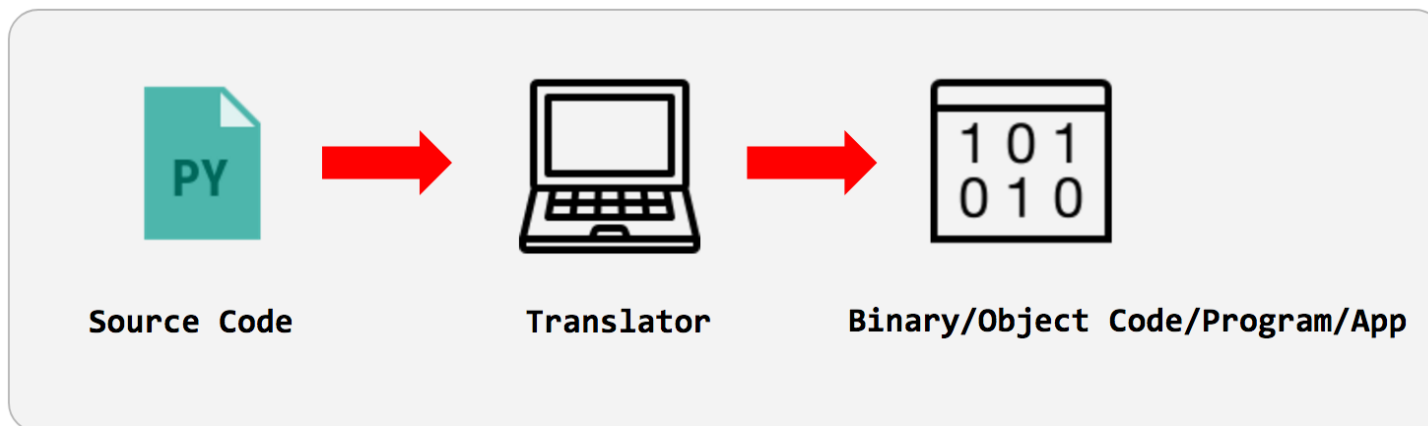 PY
1 0 1
0 1 0
Source Code
Translator
Binary/Object Code/Program/App